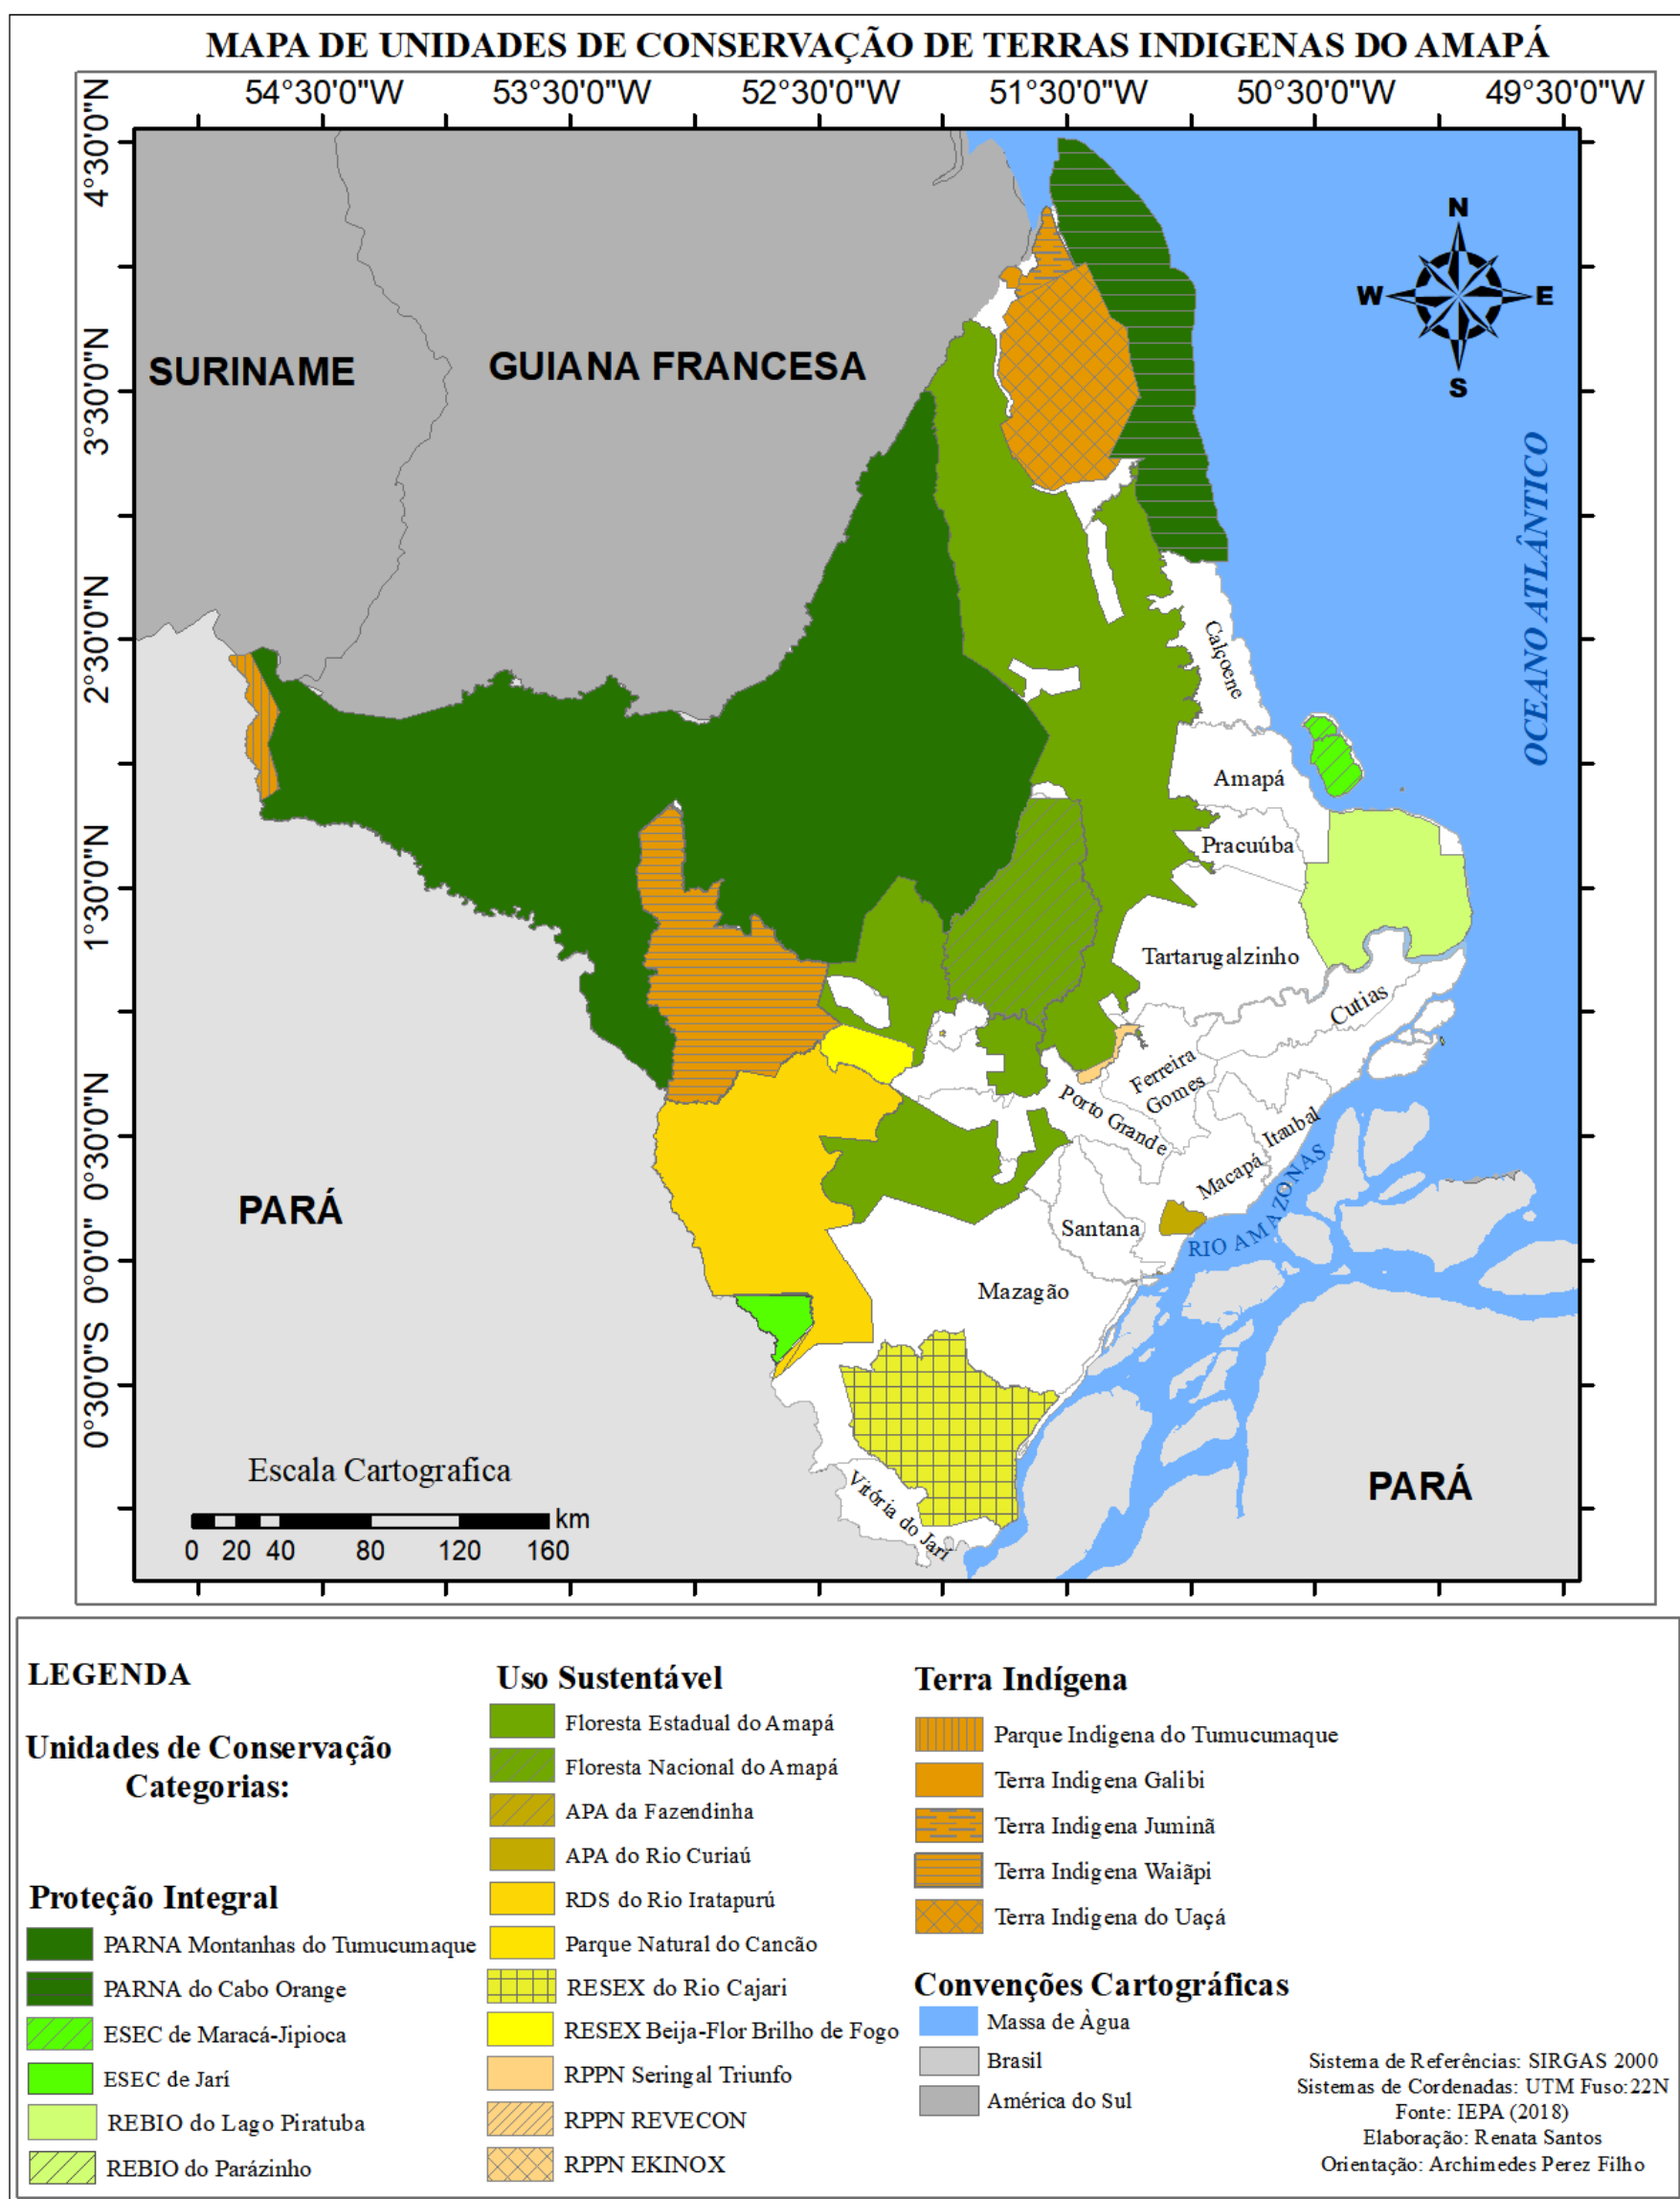 MAPA DE UNIDADES DE CONSERVAÇÃO DE TERRAS INDIGENAS DO AMAPÁ
54°30'0"W 53°30'0"W 52°30'0"W 51°30'0"W 50°30'0"W 49°30'0"W
4°30'0"N
3°30'0"N
2°30'0"N
1°30'0"N
0°30'0"N
0°0'0"
0°30'0"S
N
W E
S
SURINAME
GUIANA FRANCESA
OCEANO ATLÂNTICO
Calçoene
Amapá
Pracuúba
Tartarugalzinho
Cutias
Ferreira
Gomes
Porto Grande
Itaubal
Macapá
RIO AMAZONAS
Santana
PARÁ
Mazagão
Vitória do Jarí
PARÁ
Escala Cartografica
km
0 20 40 80 120 160
LEGENDA
Unidades de Conservação
Categorias:
Proteção Integral
PARNA Montanhas do Tumucumaque
PARNA do Cabo Orange
ESEC de Maracá-Jipioca
ESEC de Jarí
REBIO do Lago Piratuba
REBIO do Parázinho
Uso Sustentável
Floresta Estadual do Amapá
Floresta Nacional do Amapá
APA da Fazendinha
APA do Rio Curiaú
RDS do Rio Iratapurú
Parque Natural do Cancão
RESEX do Rio Cajari
RESEX Beija-Flor Brilho de Fogo
RPPN Seringal Triunfo
RPPN REVECON
RPPN EKINOX
Terra Indígena
Parque Indigena do Tumucumaque
Terra Indigena Galibi
Terra Indigena Juminã
Terra Indigena Waiãpi
Terra Indigena do Uaçá
Convenções Cartográficas
Massa de Àgua
Brasil
América do Sul
Sistema de Referências: SIRGAS 2000
Sistemas de Cordenadas: UTM Fuso:22N
Fonte: IEPA (2018)
Elaboração: Renata Santos
Orientação: Archimedes Perez Filho